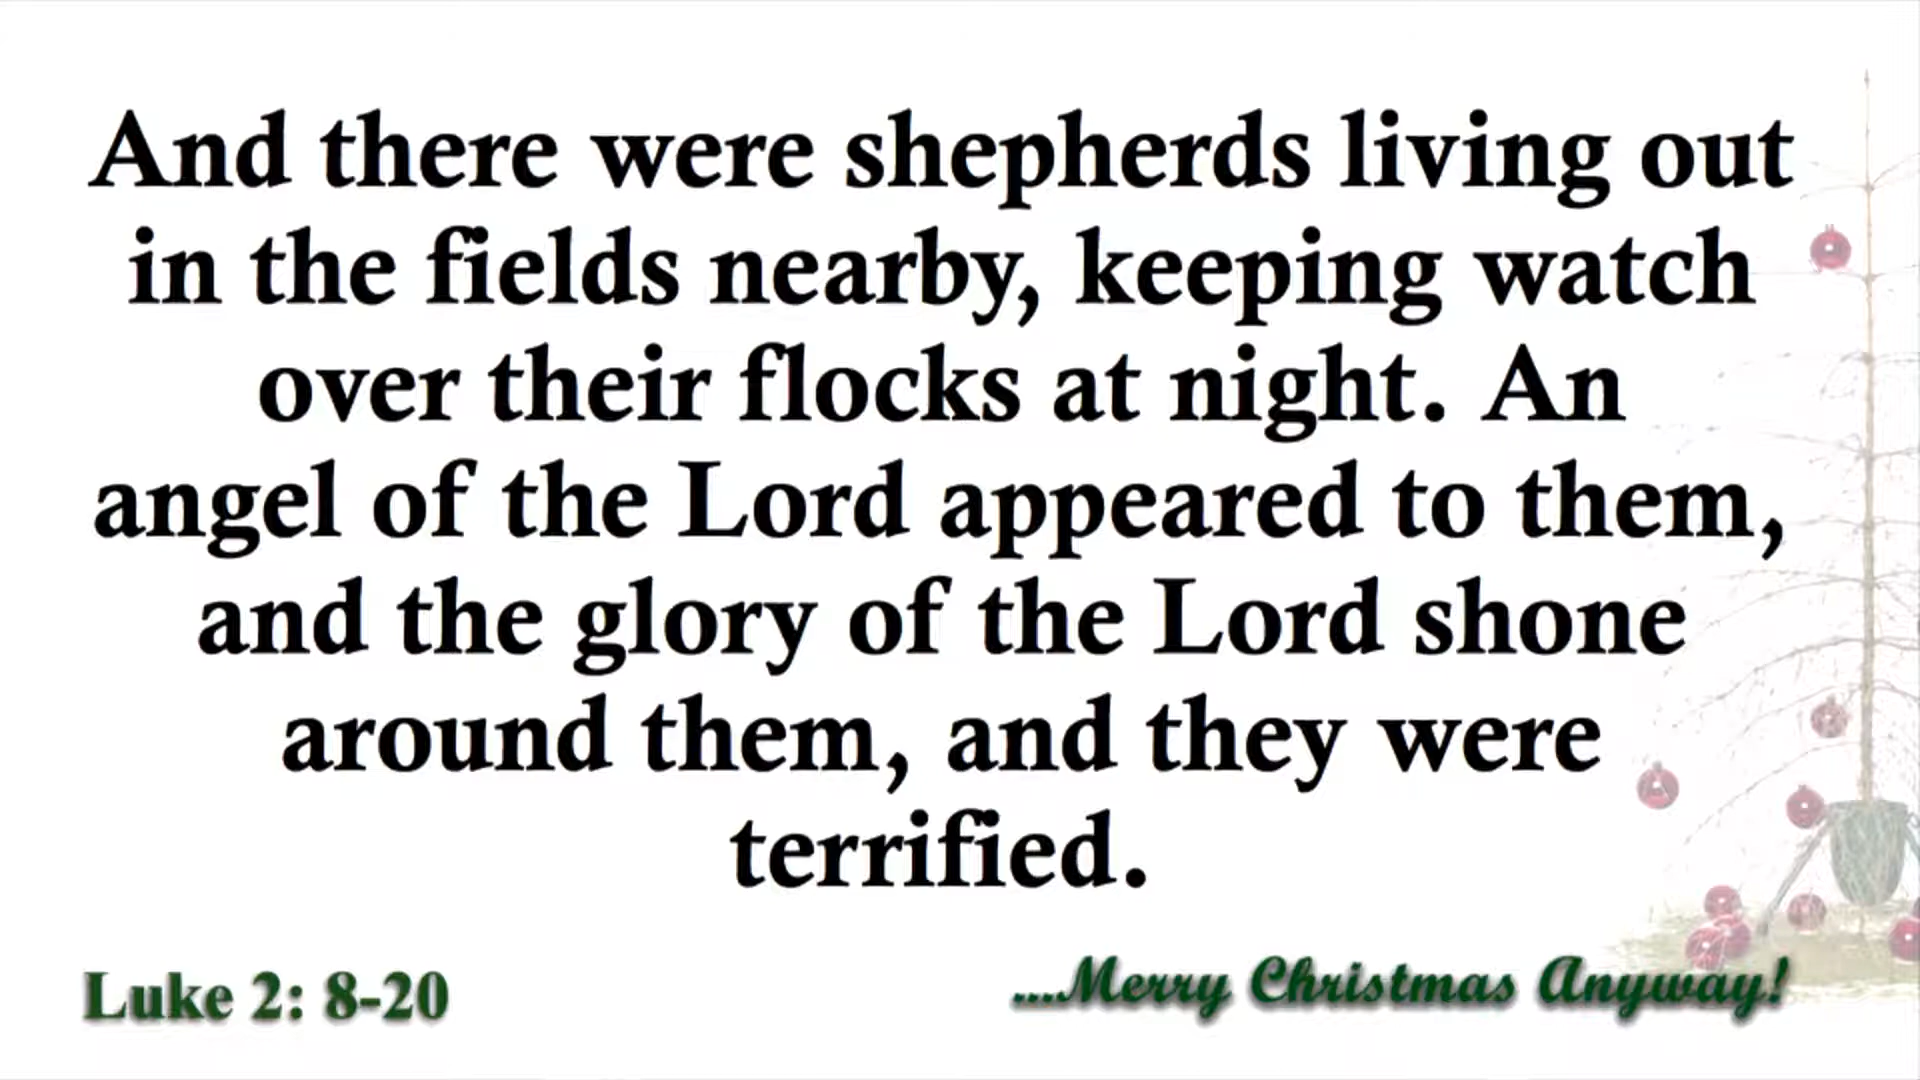 And there were shepherds living out
in the fields nearby, keeping watch
over their flocks at night. An
angel of the Lord appeared to them,
and the glory of the Lord shone
around them, and they were
terrified.
Luke 2: 8-20
...Merry Christmas Anyway!